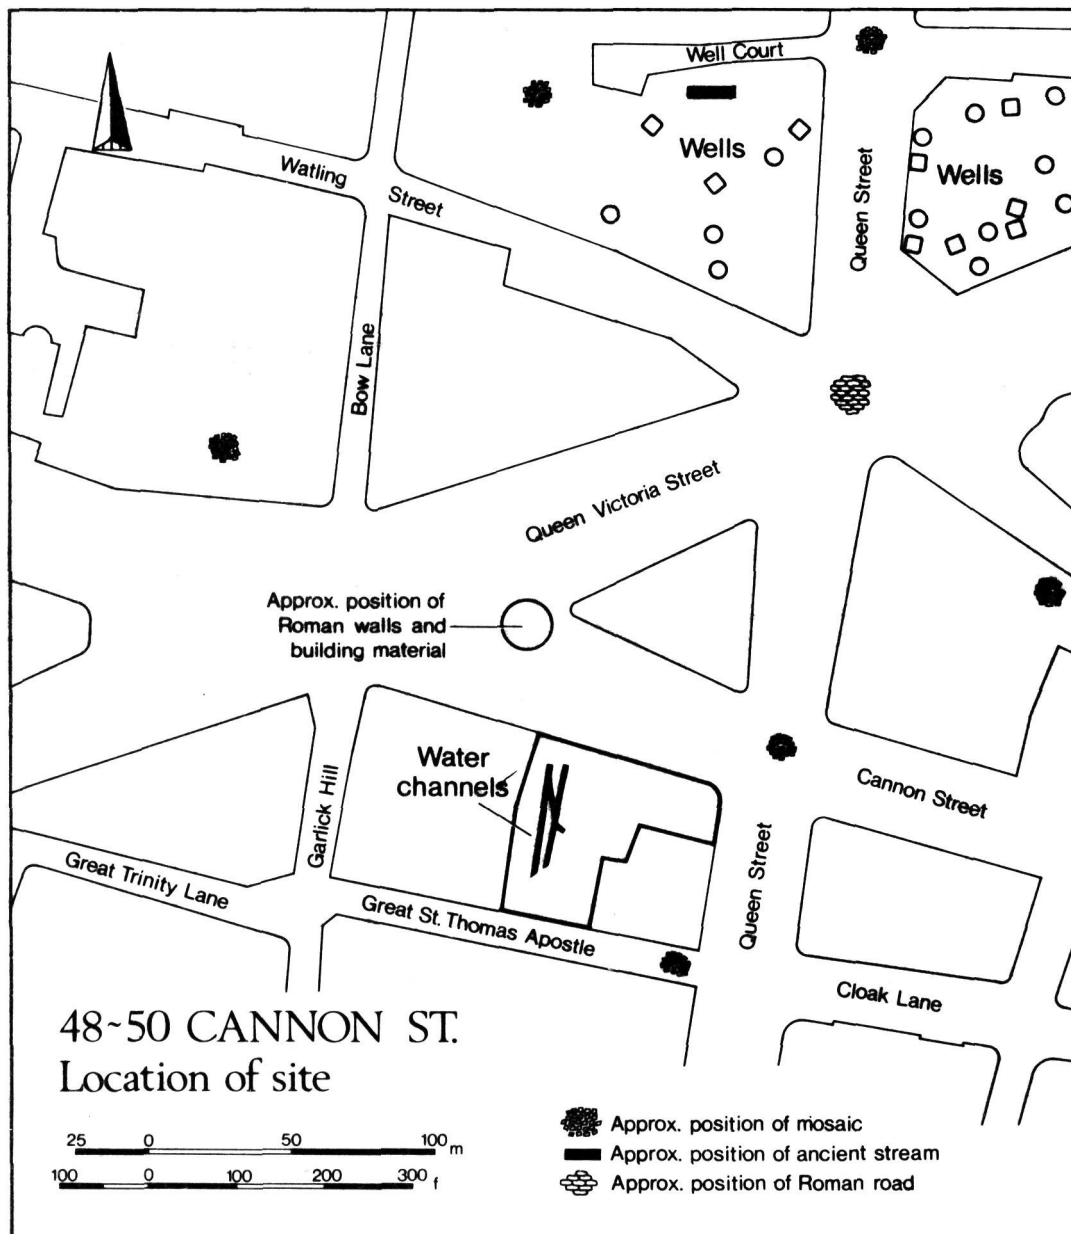 Well Court
Wells
Queen Street
Wells
Watling
Street
Bow Lane
Queen Victoria Street
Approx. position of
Roman walls and
building material
Water
channels
Garlick Hill
Cannon Street
Queen Street
Great Trinity Lane
Great St. Thomas Apostle
Cloak Lane
48~50 CANNON ST.
Location of site
25 0 50 100 m
100 0 100 200 300 f
Approx. position of mosaic
Approx. position of ancient stream
Approx. position of Roman road